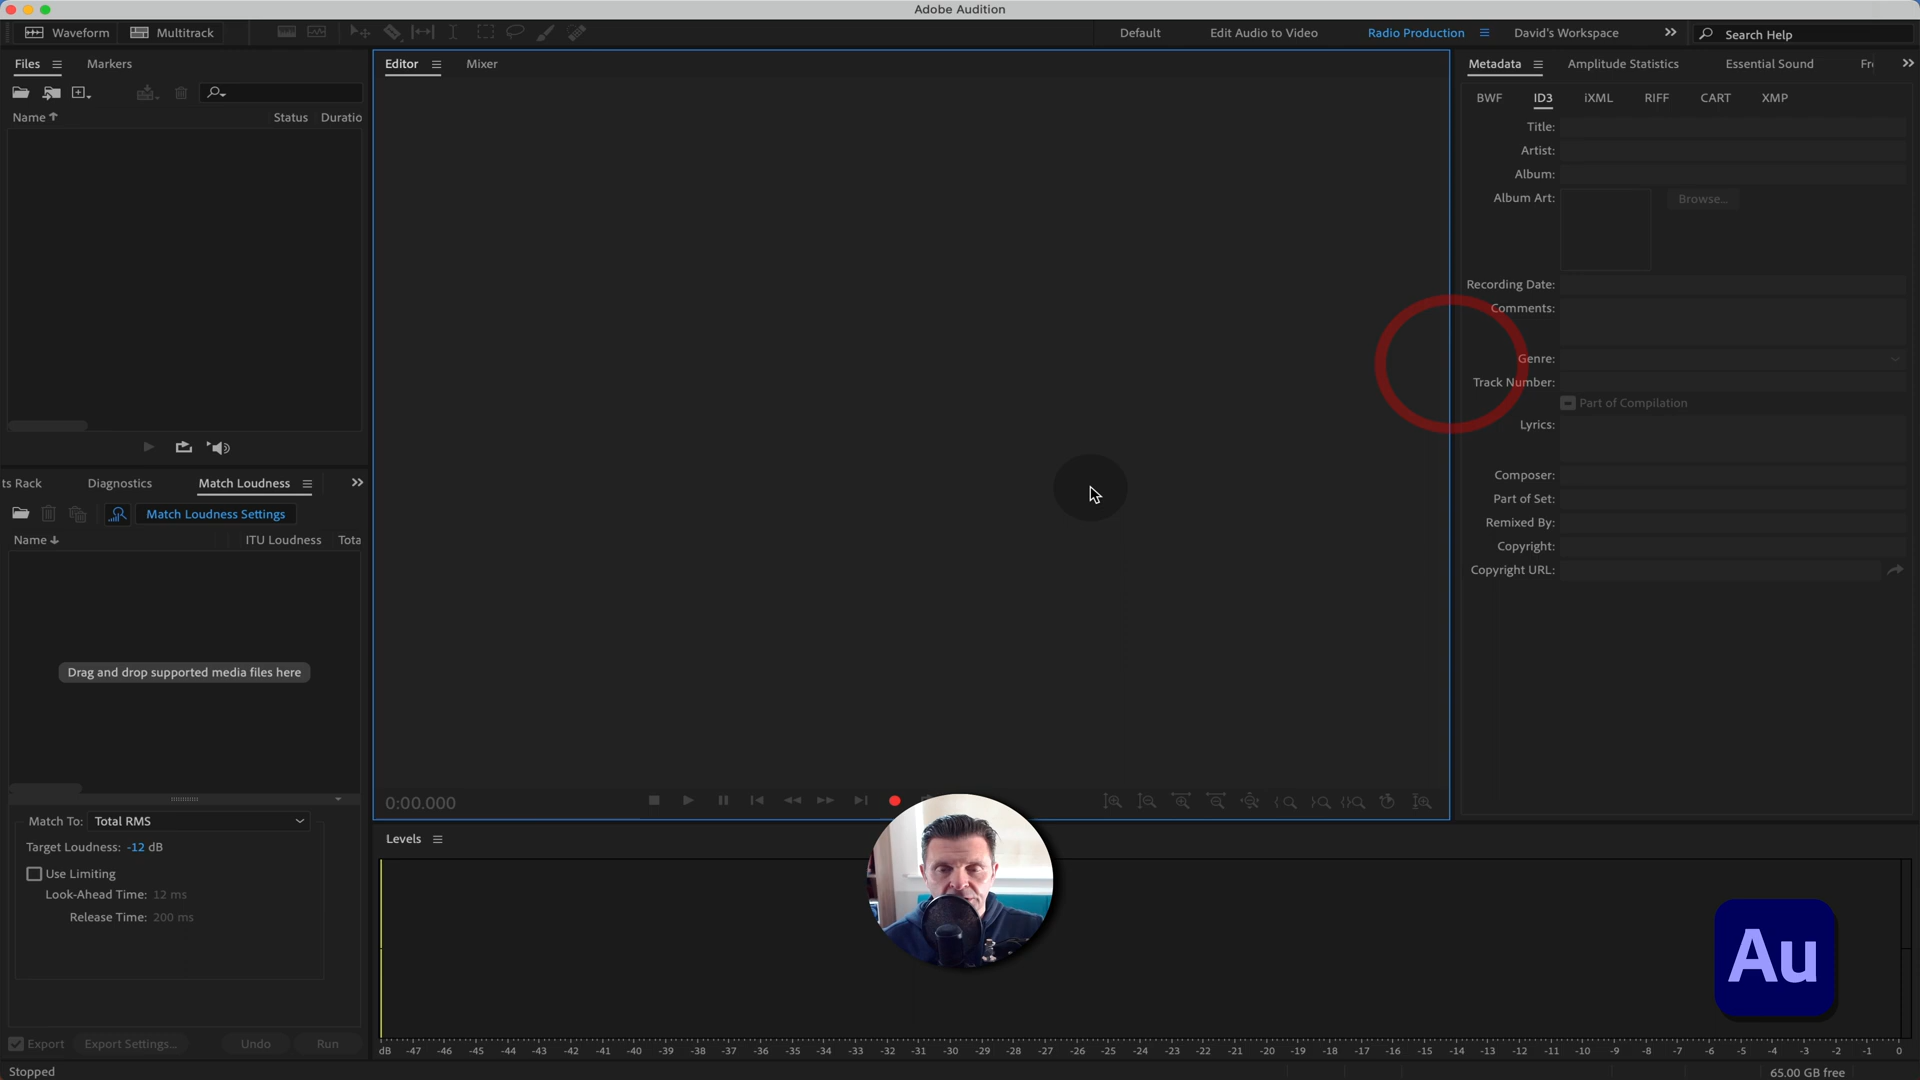 Adobe Audition
Waveform
Multitrack
Default
Edit Audio to Video
Radio Production
David's Workspace
Search Help
Files
Markers
Name
Status
Duratio
Editor
Mixer
0:00.000
Metadata
Amplitude Statistics
Essential Sound
Fr
BWF
ID3
iXML
RIFF
CART
XMP
Title:
Artist:
Album:
Album Art:
Browse...
Recording Date:
Comments:
Genre:
Track Number:
Part of Compilation
Lyrics:
Composer:
Part of Set:
Remixed By:
Copyright:
Copyright URL:
ts Rack
Diagnostics
Match Loudness
Match Loudness Settings
Name
ITU Loudness
Tota
Drag and drop supported media files here
Match To: Total RMS
Target Loudness: -12 dB
Use Limiting
Look-Ahead Time: 12 ms
Release Time: 200 ms
Export
Export Settings...
Undo
Run
Levels
dB -47 -46 -45 -44 -43 -42 -41 -40 -39 -38 -37 -36 -35 -34 -33 -32 -31 -30 -29 -28 -27 -26 -25 -24 -23 -22 -21 -20 -19 -18 -17 -16 -15 -14 -13 -12 -11 -10 -9 -8 -7 -6 -5 -4 -3 -2 -1 0
Au
Stopped
65.00 GB free